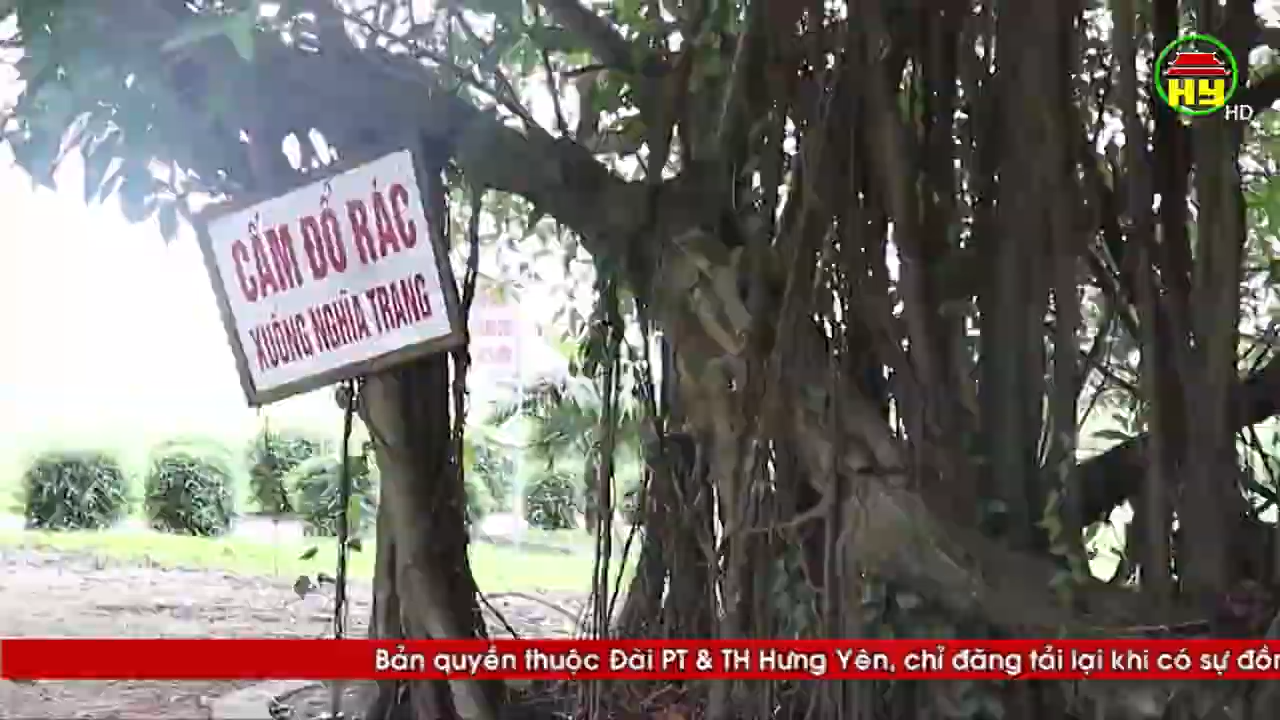 HY
HD
CẤM ĐỔ RÁC
XUỐNG NGHĨA TRANG
Bản quyền thuộc Đài PT & TH Hưng Yên, chỉ đăng tải lại khi có sự